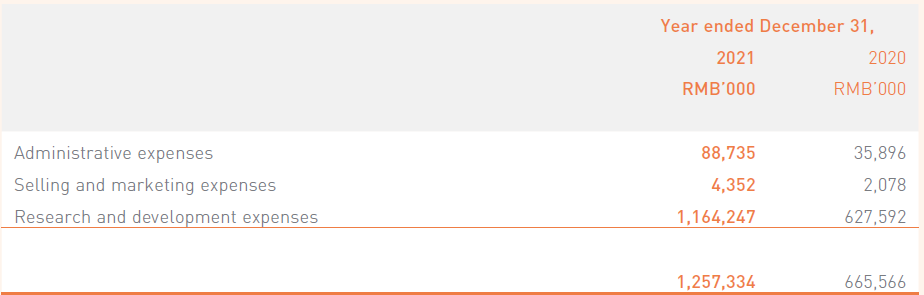 Year ended December 31,
2021 2020
RMB'000 RMB'000
Administrative expenses 88,735 35,896
Selling and marketing expenses 4,352 2,078
Research and development expenses 1,164,247 627,592
1,257,334 665,566